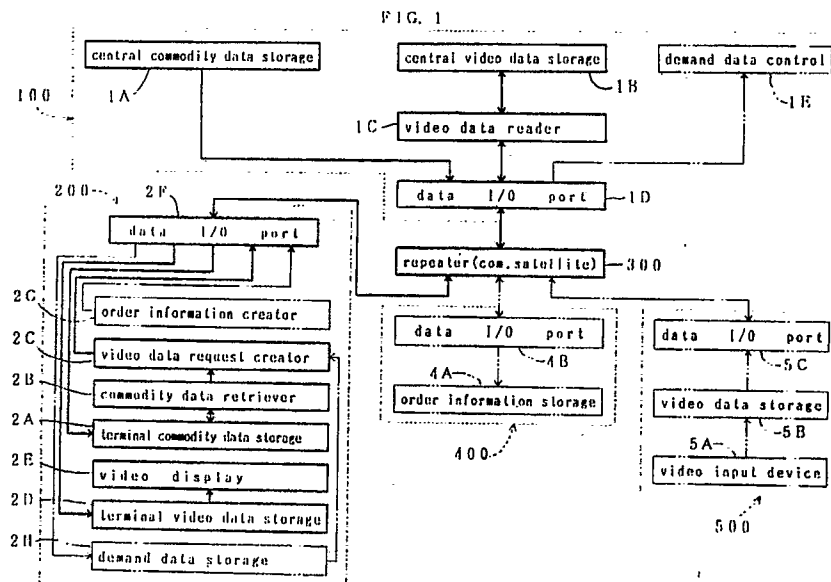 FIG. 1
central commodity data storage
central video data storage
demand data control
100
1A
1B
1E
1C
video data reader
200
2F
data I/O port
1D
data I/O port
repeater(com.satellite)
300
2G
order information creator
2C
video data request creator
data I/O port
data I/O port
4B
5C
2B
commodity data retriever
4A
2A
terminal commodity data storage
order information storage
video data storage
5B
2E
video display
400
5A
video input device
2D
terminal video data storage
500
2H
demand data storage